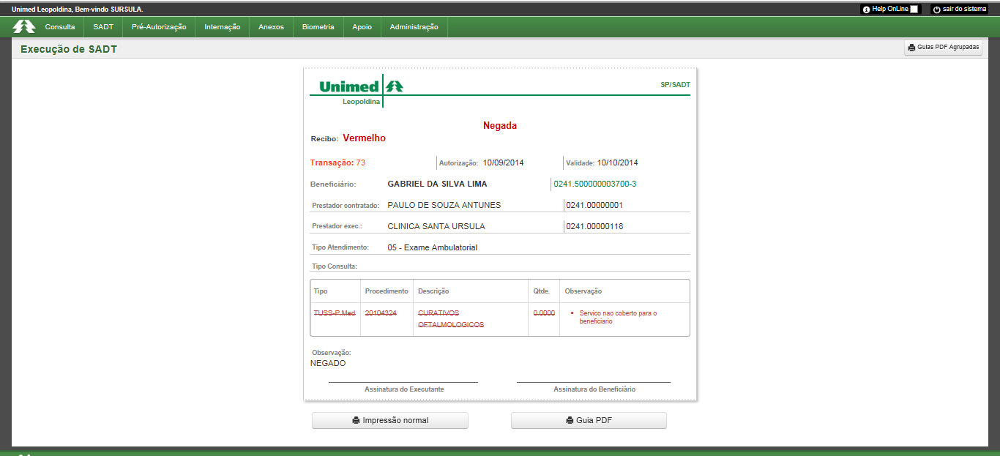 Unimed Leopoldina, Bem-vindo SURSULA.
Help OnLine
sair do sistema
Consulta SADT Pré-Autorização Internação Anexos Biometria Apoio Administração
Execução de SADT
Guias PDF Agrupadas
Unimed
Leopoldina
SP/SADT
Negada
Recibo: Vermelho
Transação: 73 Autorização: 10/09/2014 Validade: 10/10/2014
Beneficiário: GABRIEL DA SILVA LIMA 0241.500000003700-3
Prestador contratado: PAULO DE SOUZA ANTUNES 0241.00000001
Prestador exec.: CLINICA SANTA URSULA 0241.00000118
Tipo Atendimento: 05 - Exame Ambulatorial
Tipo Consulta:
Tipo Procedimento Descrição Qtde. Observação
TUSS-P.Med 20104324 CURATIVOS 0.0000 Servico nao coberto para o
OFTALMOLOGICOS beneficiario
Observação:
NEGADO
Assinatura do Executante Assinatura do Beneficiário
Impressão normal Guia PDF